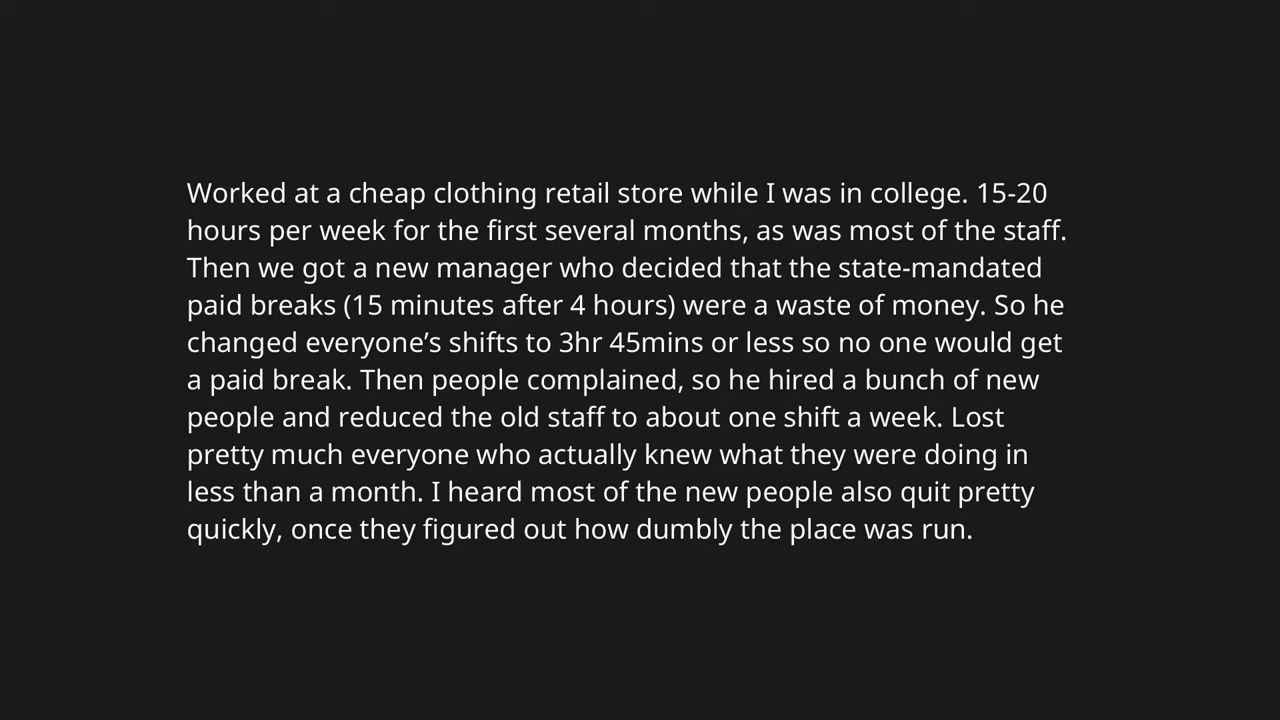 Worked at a cheap clothing retail store while I was in college. 15-20
hours per week for the first several months, as was most of the staff.
Then we got a new manager who decided that the state-mandated
paid breaks (15 minutes after 4 hours) were a waste of money. So he
changed everyone’s shifts to 3hr 45mins or less so no one would get
a paid break. Then people complained, so he hired a bunch of new
people and reduced the old staff to about one shift a week. Lost
pretty much everyone who actually knew what they were doing in
less than a month. I heard most of the new people also quit pretty
quickly, once they figured out how dumbly the place was run.